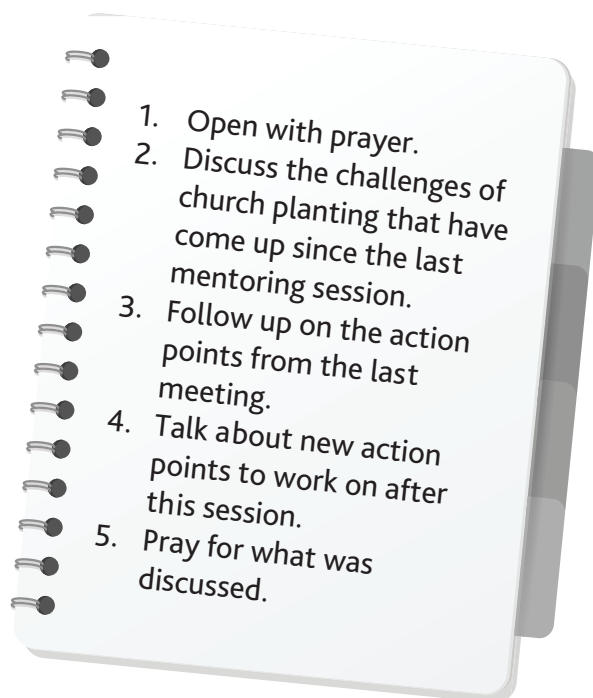 1. Open with prayer.
2. Discuss the challenges of
church planting that have
come up since the last
mentoring session.
3. Follow up on the action
points from the last
meeting.
4. Talk about new action
points to work on after
this session.
5. Pray for what was
discussed.